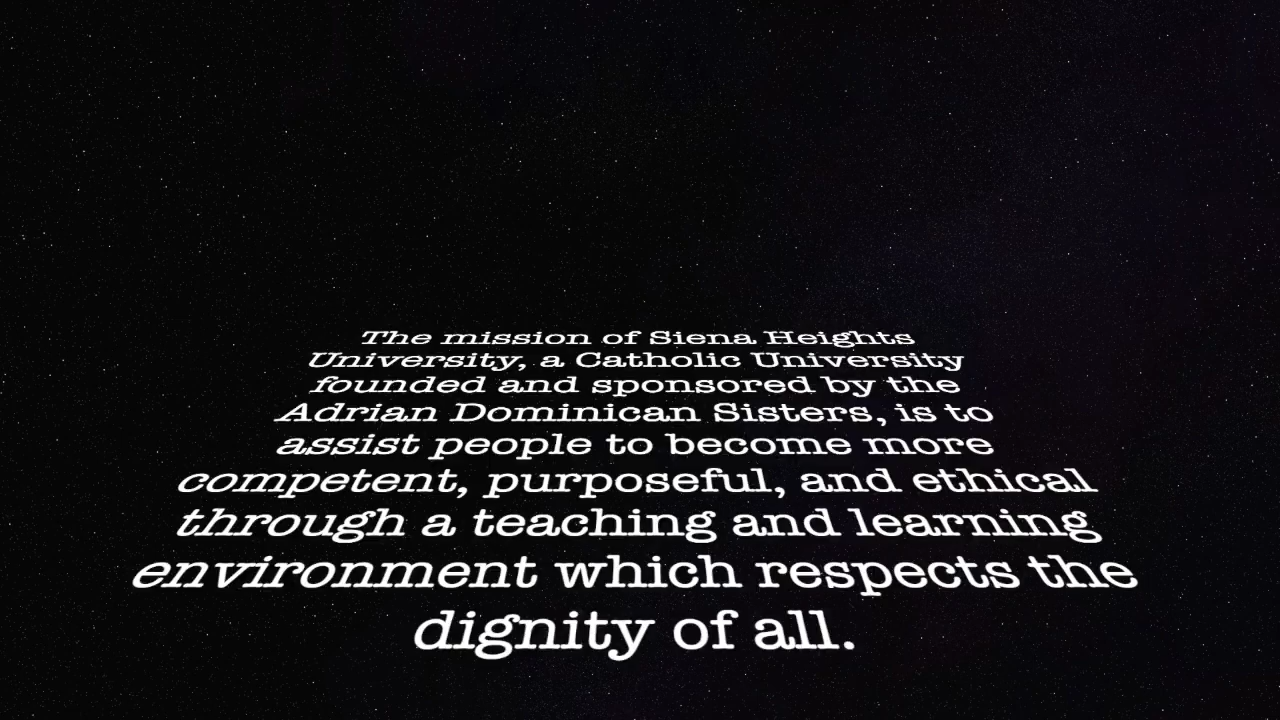 The mission of Siena Heights
University, a Catholic University
founded and sponsored by the
Adrian Dominican Sisters, is to
assist people to become more
competent, purposeful, and ethical
through a teaching and learning
environment which respects the
dignity of all.